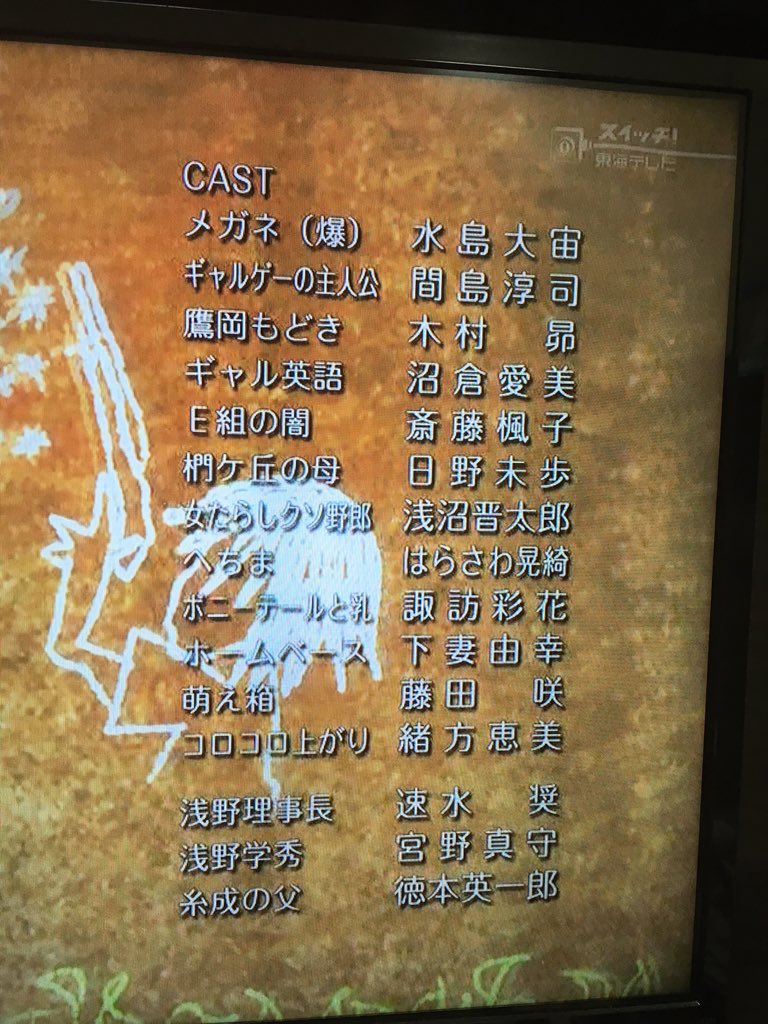 スイッチ!
東海テレビ
CAST
メガネ（爆） 水島大宙
ギャルゲーの主人公 間島淳司
鷹岡もどき 木村 昴
ギャル英語 沼倉愛美
E組の闇 斎藤楓子
椚ケ丘の母 日野未歩
女たらしクソ野郎 浅沼晋太郎
へちま はらさわ晃綺
ポニーテールと乳 諏訪彩花
ホームベース 下妻由幸
萌え箱 藤田 咲
コロコロ上がり 緒方恵美
浅野理事長 速水 奨
浅野学秀 宮野真守
糸成の父 徳本英一郎